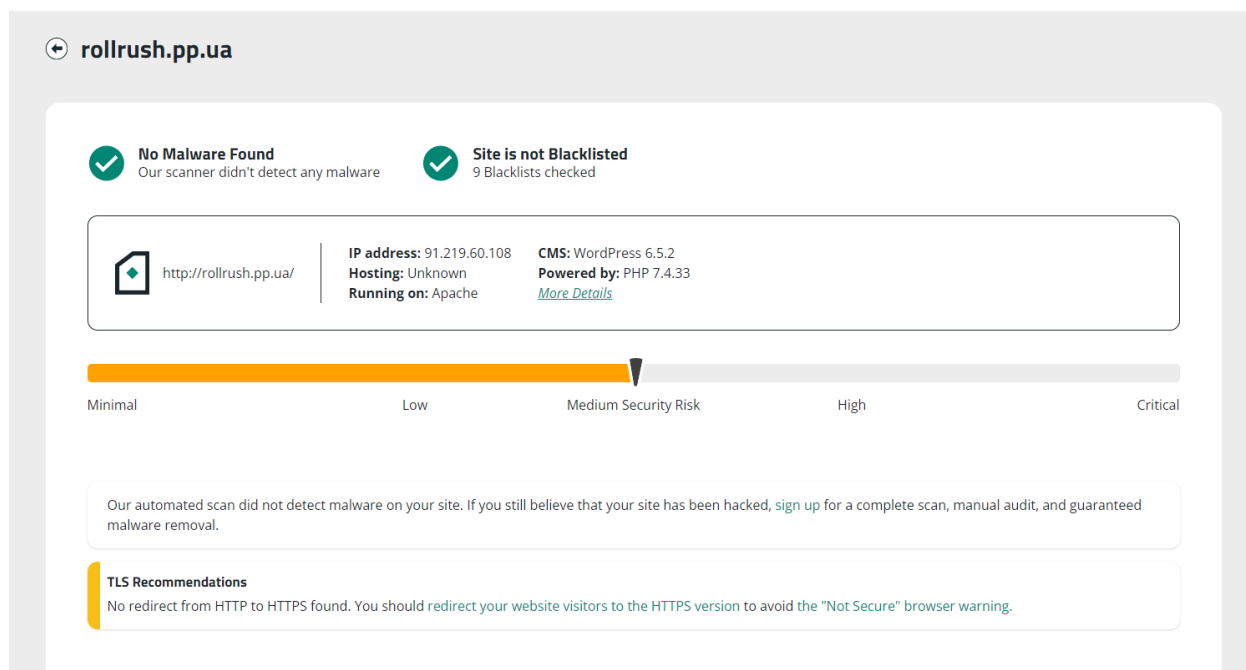 rollrush.pp.ua
No Malware Found
Our scanner didn't detect any malware
Site is not Blacklisted
9 Blacklists checked
http://rollrush.pp.ua/
IP address: 91.219.60.108
Hosting: Unknown
Running on: Apache
CMS: WordPress 6.5.2
Powered by: PHP 7.4.33
More Details
Minimal
Low
Medium Security Risk
High
Critical
Our automated scan did not detect malware on your site. If you still believe that your site has been hacked, sign up for a complete scan, manual audit, and guaranteed
malware removal.
TLS Recommendations
No redirect from HTTP to HTTPS found. You should redirect your website visitors to the HTTPS version to avoid the "Not Secure" browser warning.